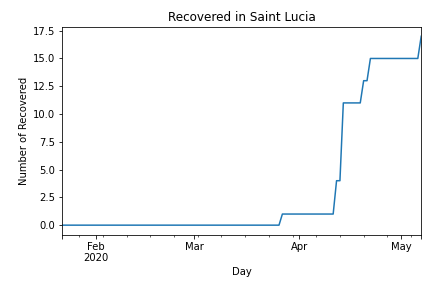 Recovered in Saint Lucia
17.5
15.0
12.5
10.0
7.5
5.0
2.5
0.0
Number of Recovered
Feb
2020
Mar
Apr
May
Day